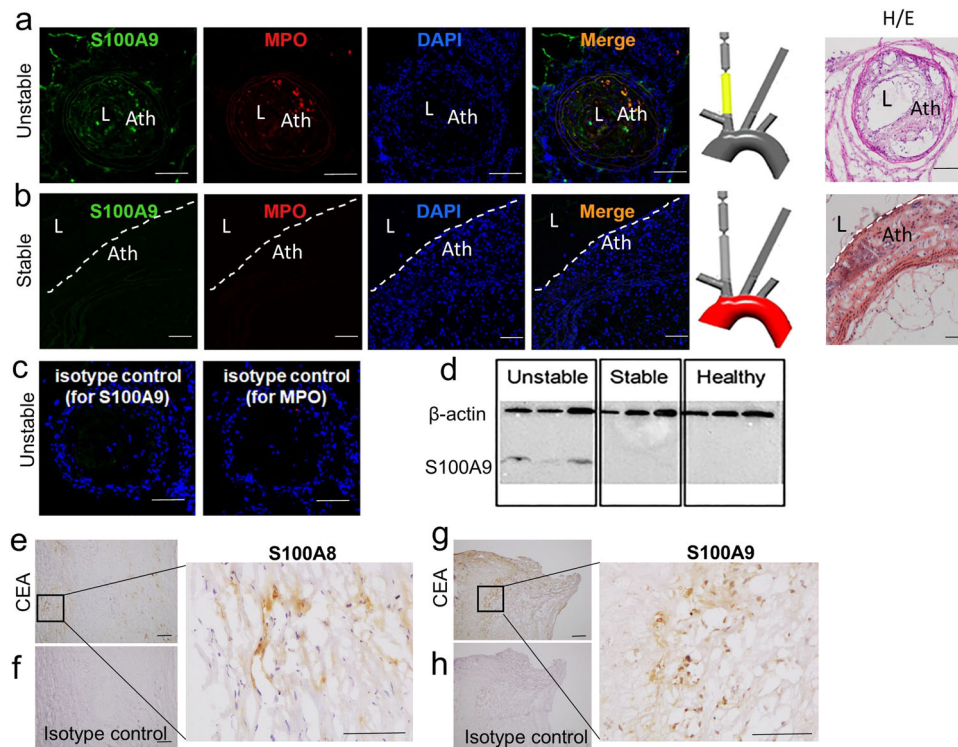 a
Unstable
S100A9
MPO
DAPI
Merge
H/E
L
Ath
L
Ath
L
Ath
L
Ath
L
Ath
b
Stable
S100A9
MPO
DAPI
Merge
L
Ath
L
Ath
L
Ath
L
Ath
L
Ath
c
Unstable
isotype control
(for S100A9)
isotype control
(for MPO)
d
Unstable
Stable
Healthy
β-actin
S100A9
e
CEA
S100A8
f
Isotype control
g
CEA
S100A9
h
Isotype control